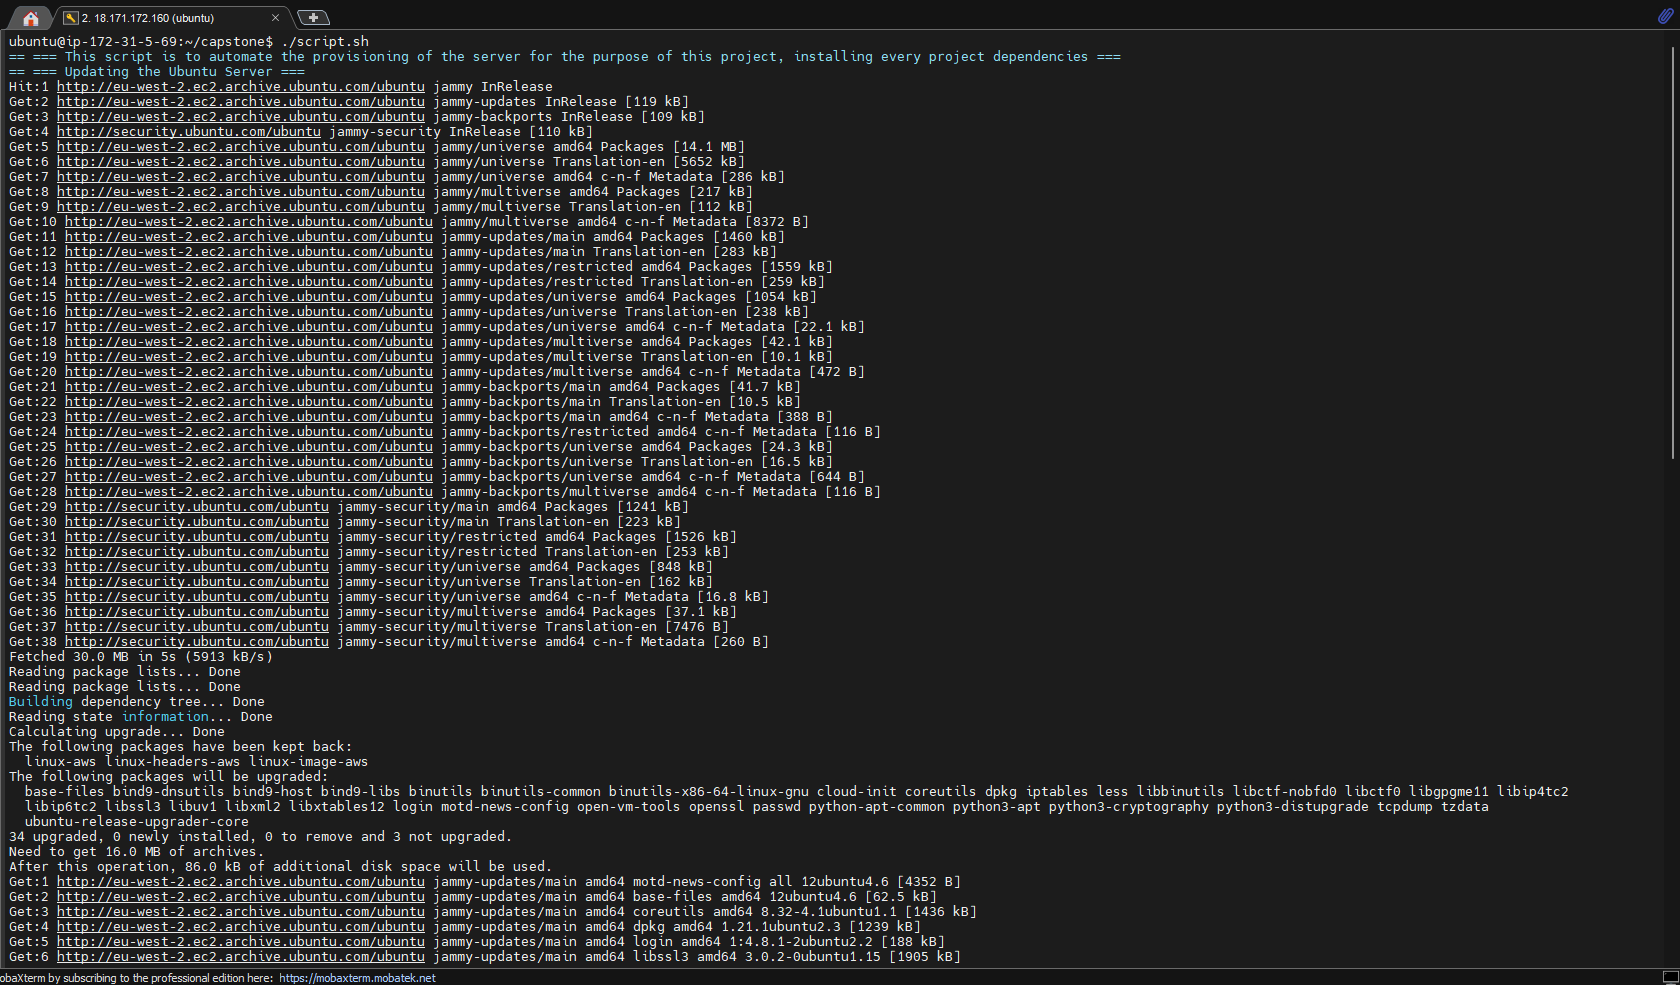 2. 18.171.172.160 (ubuntu)
ubuntu@ip-172-31-5-69:~/capstone$ ./script.sh
== === This script is to automate the provisioning of the server for the purpose of this project, installing every project dependencies ===
== === Updating the Ubuntu Server ===
Hit:1 http://eu-west-2.ec2.archive.ubuntu.com/ubuntu jammy InRelease
Get:2 http://eu-west-2.ec2.archive.ubuntu.com/ubuntu jammy-updates InRelease [119 kB]
Get:3 http://eu-west-2.ec2.archive.ubuntu.com/ubuntu jammy-backports InRelease [109 kB]
Get:4 http://security.ubuntu.com/ubuntu jammy-security InRelease [110 kB]
Get:5 http://eu-west-2.ec2.archive.ubuntu.com/ubuntu jammy/universe amd64 Packages [14.1 MB]
Get:6 http://eu-west-2.ec2.archive.ubuntu.com/ubuntu jammy/universe Translation-en [5652 kB]
Get:7 http://eu-west-2.ec2.archive.ubuntu.com/ubuntu jammy/universe amd64 c-n-f Metadata [286 kB]
Get:8 http://eu-west-2.ec2.archive.ubuntu.com/ubuntu jammy/multiverse amd64 Packages [217 kB]
Get:9 http://eu-west-2.ec2.archive.ubuntu.com/ubuntu jammy/multiverse Translation-en [112 kB]
Get:10 http://eu-west-2.ec2.archive.ubuntu.com/ubuntu jammy/multiverse amd64 c-n-f Metadata [8372 B]
Get:11 http://eu-west-2.ec2.archive.ubuntu.com/ubuntu jammy-updates/main amd64 Packages [1460 kB]
Get:12 http://eu-west-2.ec2.archive.ubuntu.com/ubuntu jammy-updates/main Translation-en [283 kB]
Get:13 http://eu-west-2.ec2.archive.ubuntu.com/ubuntu jammy-updates/restricted amd64 Packages [1559 kB]
Get:14 http://eu-west-2.ec2.archive.ubuntu.com/ubuntu jammy-updates/restricted Translation-en [259 kB]
Get:15 http://eu-west-2.ec2.archive.ubuntu.com/ubuntu jammy-updates/universe amd64 Packages [1054 kB]
Get:16 http://eu-west-2.ec2.archive.ubuntu.com/ubuntu jammy-updates/universe Translation-en [238 kB]
Get:17 http://eu-west-2.ec2.archive.ubuntu.com/ubuntu jammy-updates/universe amd64 c-n-f Metadata [22.1 kB]
Get:18 http://eu-west-2.ec2.archive.ubuntu.com/ubuntu jammy-updates/multiverse amd64 Packages [42.1 kB]
Get:19 http://eu-west-2.ec2.archive.ubuntu.com/ubuntu jammy-updates/multiverse Translation-en [10.1 kB]
Get:20 http://eu-west-2.ec2.archive.ubuntu.com/ubuntu jammy-updates/multiverse amd64 c-n-f Metadata [472 B]
Get:21 http://eu-west-2.ec2.archive.ubuntu.com/ubuntu jammy-backports/main amd64 Packages [41.7 kB]
Get:22 http://eu-west-2.ec2.archive.ubuntu.com/ubuntu jammy-backports/main Translation-en [10.5 kB]
Get:23 http://eu-west-2.ec2.archive.ubuntu.com/ubuntu jammy-backports/main amd64 c-n-f Metadata [388 B]
Get:24 http://eu-west-2.ec2.archive.ubuntu.com/ubuntu jammy-backports/restricted amd64 c-n-f Metadata [116 B]
Get:25 http://eu-west-2.ec2.archive.ubuntu.com/ubuntu jammy-backports/universe amd64 Packages [24.3 kB]
Get:26 http://eu-west-2.ec2.archive.ubuntu.com/ubuntu jammy-backports/universe Translation-en [16.5 kB]
Get:27 http://eu-west-2.ec2.archive.ubuntu.com/ubuntu jammy-backports/universe amd64 c-n-f Metadata [644 B]
Get:28 http://eu-west-2.ec2.archive.ubuntu.com/ubuntu jammy-backports/multiverse amd64 c-n-f Metadata [116 B]
Get:29 http://security.ubuntu.com/ubuntu jammy-security/main amd64 Packages [1241 kB]
Get:30 http://security.ubuntu.com/ubuntu jammy-security/main Translation-en [223 kB]
Get:31 http://security.ubuntu.com/ubuntu jammy-security/restricted amd64 Packages [1526 kB]
Get:32 http://security.ubuntu.com/ubuntu jammy-security/restricted Translation-en [253 kB]
Get:33 http://security.ubuntu.com/ubuntu jammy-security/universe amd64 Packages [848 kB]
Get:34 http://security.ubuntu.com/ubuntu jammy-security/universe Translation-en [162 kB]
Get:35 http://security.ubuntu.com/ubuntu jammy-security/universe amd64 c-n-f Metadata [16.8 kB]
Get:36 http://security.ubuntu.com/ubuntu jammy-security/multiverse amd64 Packages [37.1 kB]
Get:37 http://security.ubuntu.com/ubuntu jammy-security/multiverse Translation-en [7476 B]
Get:38 http://security.ubuntu.com/ubuntu jammy-security/multiverse amd64 c-n-f Metadata [260 B]
Fetched 30.0 MB in 5s (5913 kB/s)
Reading package lists... Done
Reading package lists... Done
Building dependency tree... Done
Reading state information... Done
Calculating upgrade... Done
The following packages have been kept back:
linux-aws linux-headers-aws linux-image-aws
The following packages will be upgraded:
base-files bind9-dnsutils bind9-host bind9-libs binutils binutils-common binutils-x86-64-linux-gnu cloud-init coreutils dpkg iptables less libbinutils libctf-nobfd0 libctf0 libgpgme11 libip4tc2
libip6tc2 libssl3 libuv1 libxml2 libxtables12 login motd-news-config open-vm-tools openssl passwd python-apt-common python3-apt python3-cryptography python3-distupgrade tcpdump tzdata
ubuntu-release-upgrader-core
34 upgraded, 0 newly installed, 0 to remove and 3 not upgraded.
Need to get 16.0 MB of archives.
After this operation, 86.0 kB of additional disk space will be used.
Get:1 http://eu-west-2.ec2.archive.ubuntu.com/ubuntu jammy-updates/main amd64 motd-news-config all 12ubuntu4.6 [4352 B]
Get:2 http://eu-west-2.ec2.archive.ubuntu.com/ubuntu jammy-updates/main amd64 base-files amd64 12ubuntu4.6 [62.5 kB]
Get:3 http://eu-west-2.ec2.archive.ubuntu.com/ubuntu jammy-updates/main amd64 coreutils amd64 8.32-4.1ubuntu1.1 [1436 kB]
Get:4 http://eu-west-2.ec2.archive.ubuntu.com/ubuntu jammy-updates/main amd64 dpkg amd64 1.21.1ubuntu2.3 [1239 kB]
Get:5 http://eu-west-2.ec2.archive.ubuntu.com/ubuntu jammy-updates/main amd64 login amd64 1:4.8.1-2ubuntu2.2 [188 kB]
Get:6 http://eu-west-2.ec2.archive.ubuntu.com/ubuntu jammy-updates/main amd64 libssl3 amd64 3.0.2-0ubuntu1.15 [1905 kB]
obaXterm by subscribing to the professional edition here: https://mobaxterm.mobatek.net